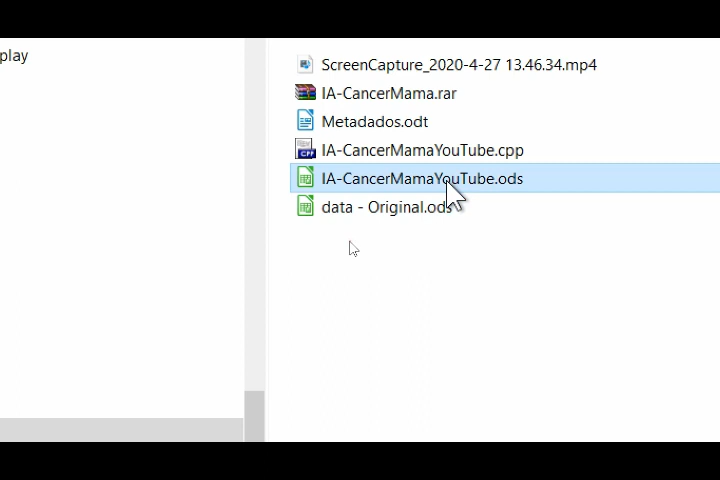 play
ScreenCapture_2020-4-27 13.46.34.mp4
IA-CancerMama.rar
Metadados.odt
CPP
IA-CancerMamaYouTube.cpp
IA-CancerMamaYouTube.ods
data - Original.ods